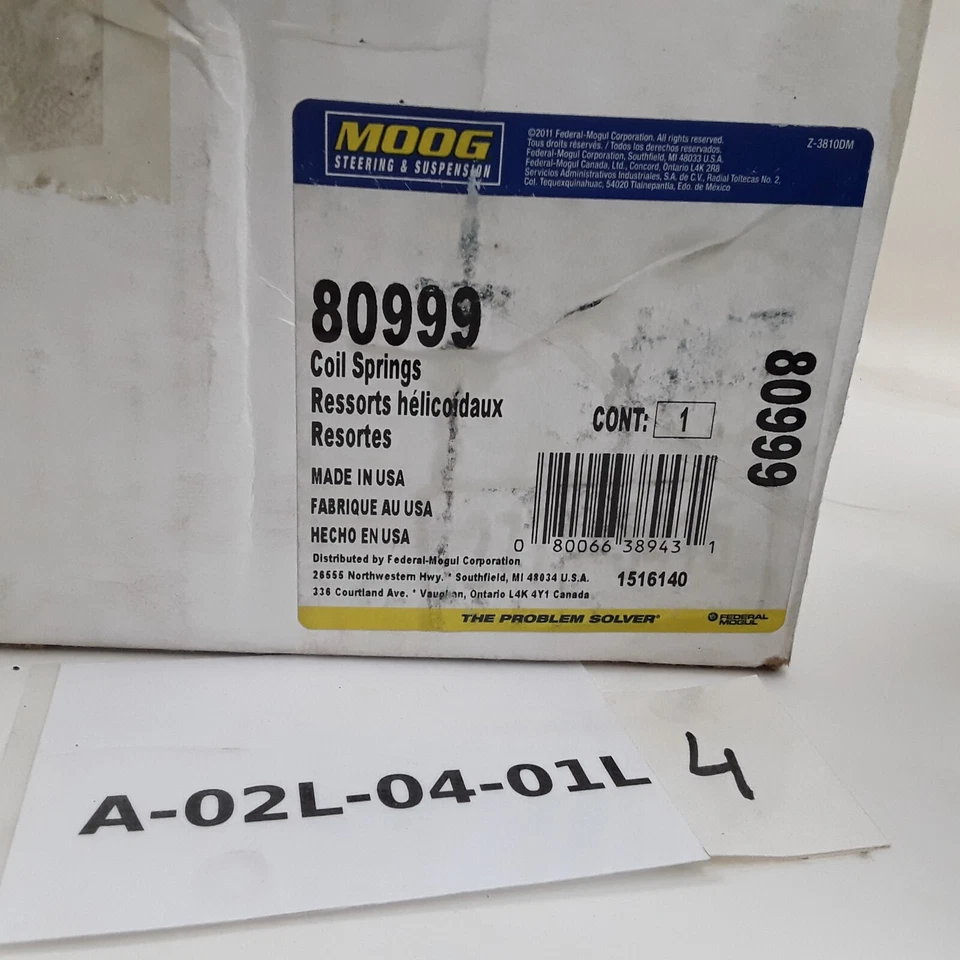 MOOG
STEERING & SUSPENSION
©2011 Federal-Mogul Corporation. All rights reserved.
Tous droits réservés. / Todos los derechos reservados.
Federal-Mogul Corporation, Southfield, MI 48033 U.S.A.
Federal-Mogul Canada, Ltd., Concord, Ontario L4K 2R8
Servicios Administrativos Industriales, S.A. de C.V., Radial Toltecas No. 2,
Col. Tequexquinahuac, 54020 Tlalnepantla, Edo. de México
Z-3810DM
80999
Coil Springs
Ressorts hélicoïdaux
Resortes
CONT: 1
80999
MADE IN USA
FABRIQUE AU USA
HECHO EN USA
0 80066 38943 1
Distributed by Federal-Mogul Corporation
26555 Northwestern Hwy. * Southfield, MI 48034 U.S.A.
1516140
336 Courtland Ave. * Vaughan, Ontario L4K 4Y1 Canada
THE PROBLEM SOLVER®
FEDERAL
MOGUL
A-02L-04-01L 4